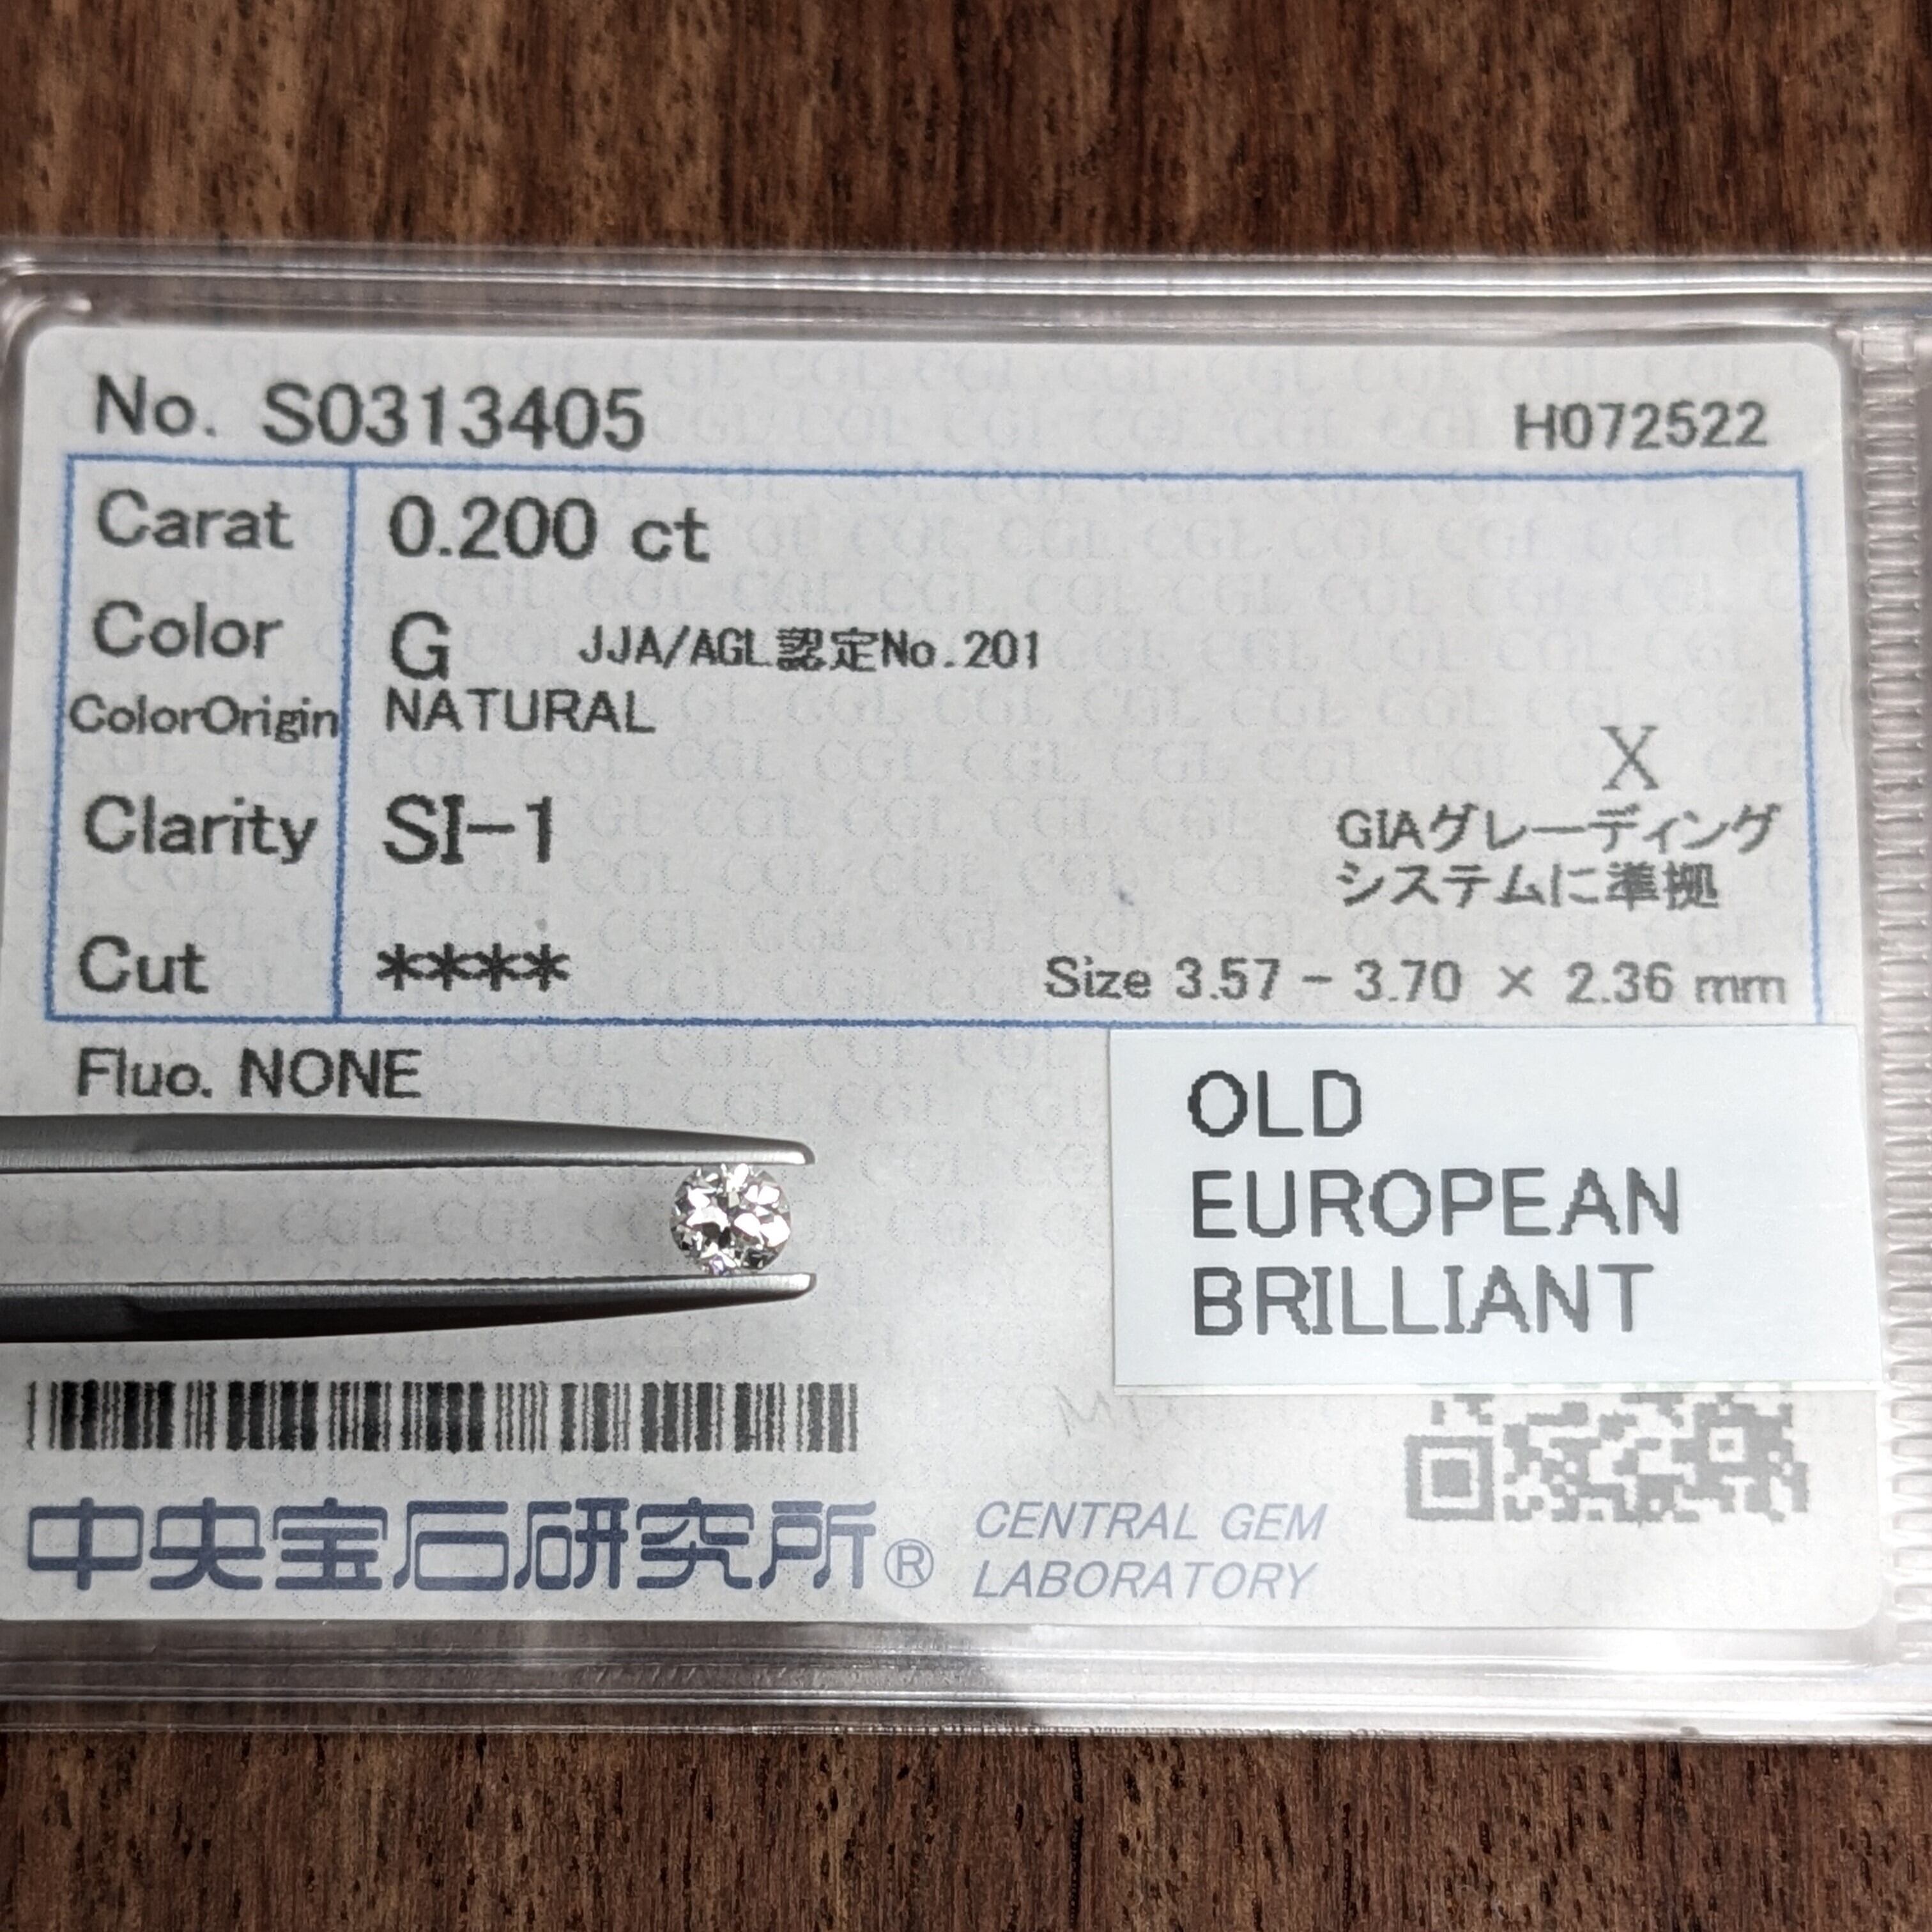 No. S0313405
H072522
Carat 0.200 ct
Color G JJA/AGL認定No.201
ColorOrigin NATURAL
X
Clarity SI-1
GIAグレーディング
システムに準拠
Cut ****
Size 3.57 - 3.70 × 2.36 mm
Fluo. NONE
OLD
EUROPEAN
BRILLIANT
中央宝石研究所®
CENTRAL GEM
LABORATORY